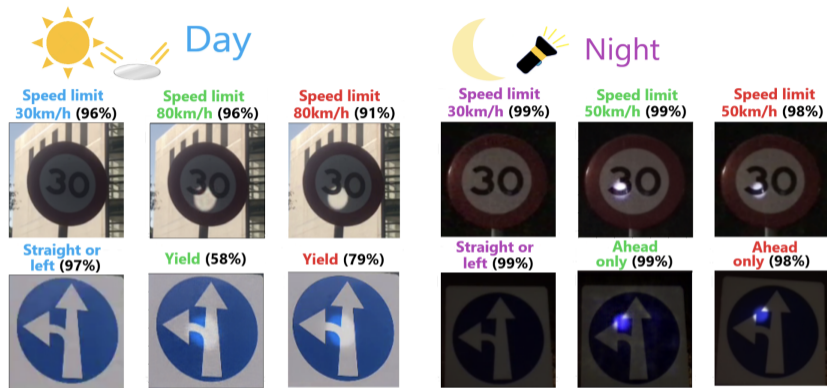 Day
Night
Speed limit
30km/h (96%)
Speed limit
80km/h (96%)
Speed limit
80km/h (91%)
Speed limit
30km/h (99%)
Speed limit
50km/h (99%)
Speed limit
50km/h (98%)
30
30
30
30
30
30
Straight or
left (97%)
Yield (58%)
Yield (79%)
Straight or
left (99%)
Ahead
only (99%)
Ahead
only (98%)